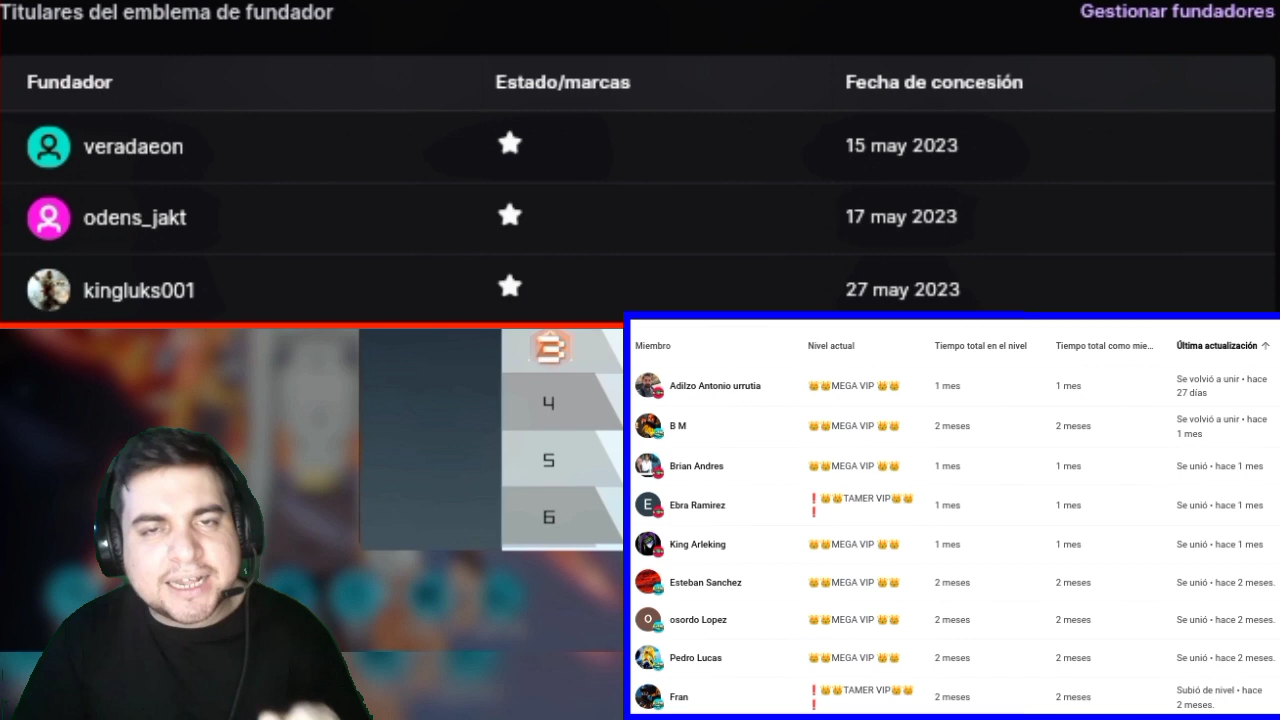 Titulares del emblema de fundador
Gestionar fundadores
Fundador Estado/marcas Fecha de concesión
veradaeon 15 may 2023
odens_jakt 17 may 2023
kingluks001 27 may 2023
4
5
6
Miembro Nivel actual Tiempo total en el nivel Tiempo total como mie... Última actualización
Adilzo Antonio urrutia 👑👑MEGA VIP 👑👑 1 mes 1 mes Se volvió a unir • hace
27 días
B M 👑👑MEGA VIP 👑👑 2 meses 2 meses Se volvió a unir • hace
1 mes
Brian Andres 👑👑MEGA VIP 👑👑 1 mes 1 mes Se unió • hace 1 mes
E Ebra Ramirez ❗👑👑TAMER VIP👑👑 1 mes 1 mes Se unió • hace 1 mes
❗
King Arleking 👑👑MEGA VIP 👑👑 1 mes 1 mes Se unió • hace 1 mes
Esteban Sanchez 👑👑MEGA VIP 👑👑 2 meses 2 meses Se unió • hace 2 meses.
o osordo Lopez 👑👑MEGA VIP 👑👑 2 meses 2 meses Se unió • hace 2 meses.
Pedro Lucas 👑👑MEGA VIP 👑👑 2 meses 2 meses Se unió • hace 2 meses.
Fran ❗👑👑TAMER VIP👑👑 2 meses 2 meses Subió de nivel • hace
❗ 2 meses.